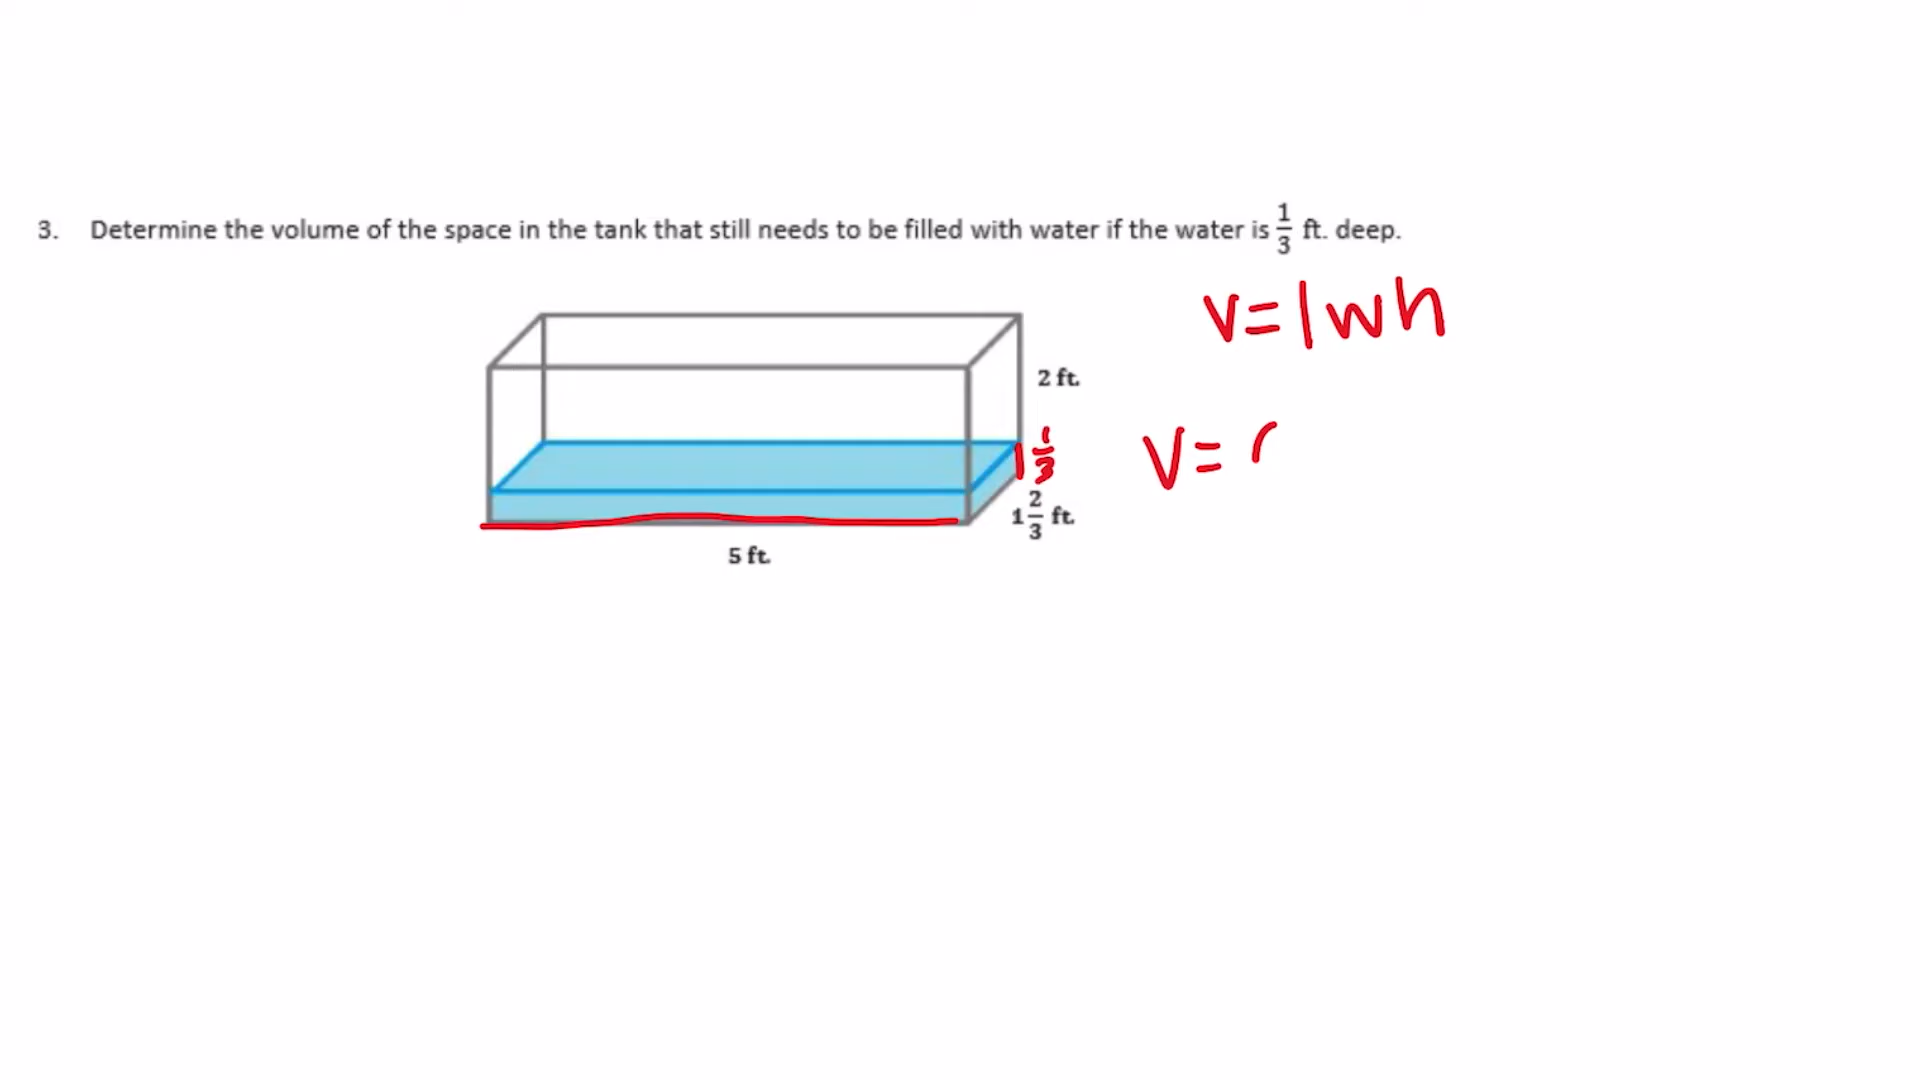 3. Determine the volume of the space in the tank that still needs to be filled with water if the water is 1/3 ft. deep.
V=lwh
2 ft.
1/3
V= (
1 2/3 ft.
5 ft.